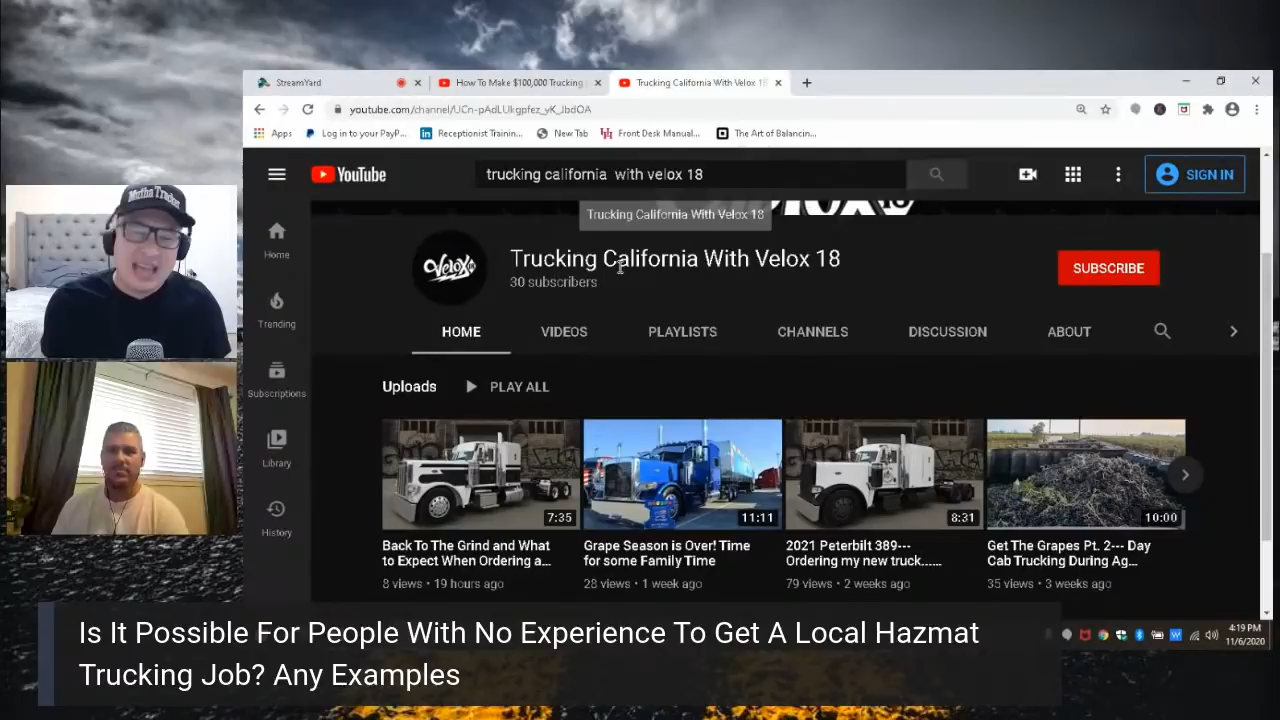 StreamYard
How To Make $100,000 Trucking
Trucking California With Velox 18
youtube.com/channel/UCn-pAdLUkgpfez_yK_JbdOA
Apps
Log in to your PayP...
Receptionist Trainin...
New Tab
Front Desk Manual...
The Art of Balancin...
YouTube
trucking california with velox 18
SIGN IN
Trucking California With Velox 18
Mutha Trucker
Home
Trending
Subscriptions
Library
History
Velox
Trucking California With Velox 18
30 subscribers
SUBSCRIBE
HOME
VIDEOS
PLAYLISTS
CHANNELS
DISCUSSION
ABOUT
Uploads
PLAY ALL
7:35
11:11
8:31
10:00
Back To The Grind and What
to Expect When Ordering a...
8 views • 19 hours ago
Grape Season is Over! Time
for some Family Time
28 views • 1 week ago
2021 Peterbilt 389---
Ordering my new truck......
79 views • 2 weeks ago
Get The Grapes Pt. 2--- Day
Cab Trucking During Ag...
35 views • 3 weeks ago
4:19 PM
11/6/2020
Is It Possible For People With No Experience To Get A Local Hazmat
Trucking Job? Any Examples